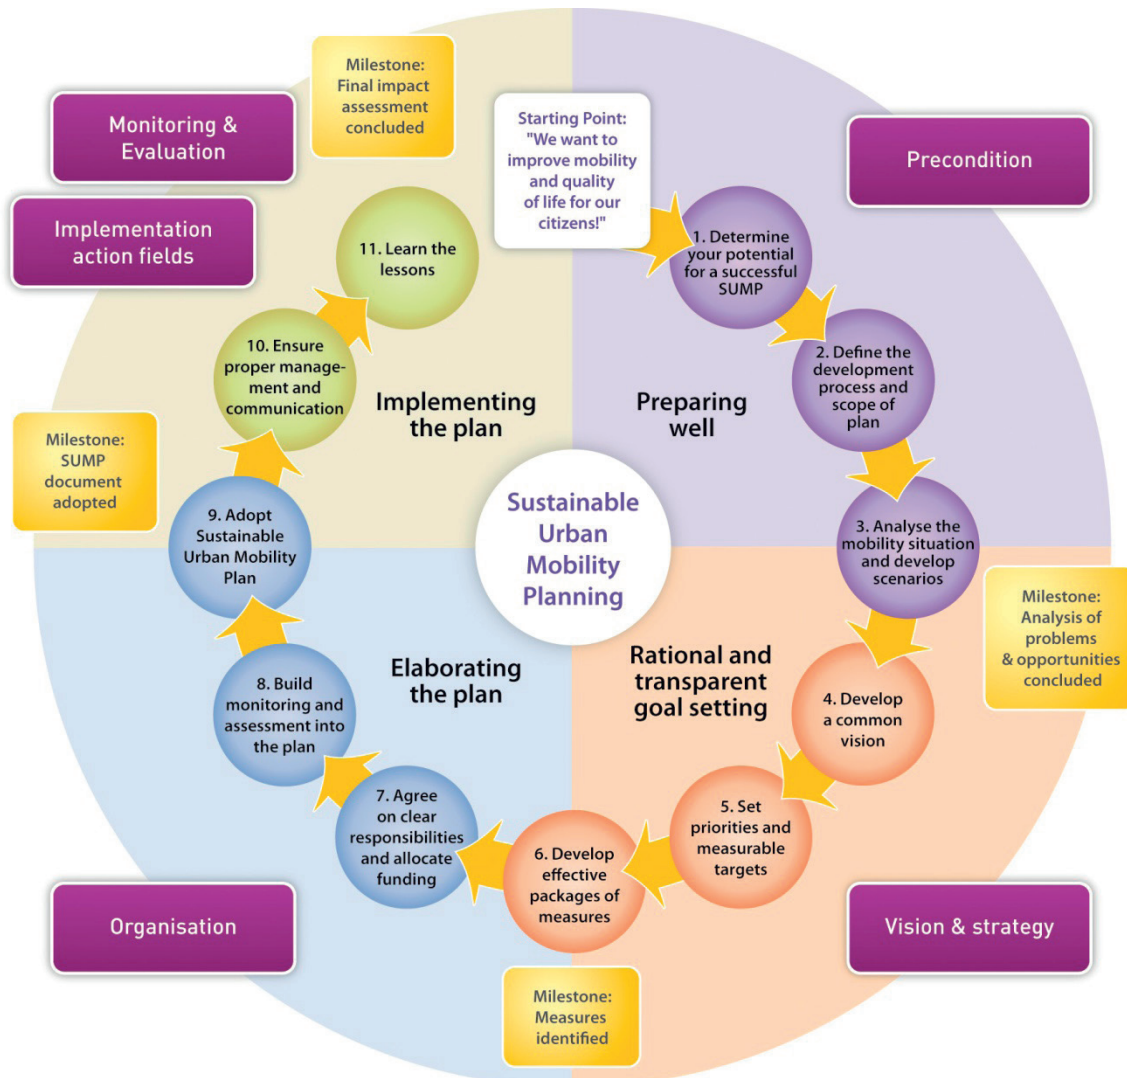 Milestone:
Final impact
assessment
concluded
Monitoring &
Evaluation
Implementation
action fields
Starting Point:
"We want to
improve mobility
and quality
of life for our
citizens!"
Precondition
1. Determine
your potential
for a successful
SUMP
2. Define the
development
process and
scope of
plan
3. Analyse the
mobility situation
and develop
scenarios
Milestone:
Analysis of
problems
& opportunities
concluded
4. Develop
a common
vision
5. Set
priorities and
measurable
targets
6. Develop
effective
packages of
measures
Milestone:
Measures
identified
7. Agree
on clear
responsibilities
and allocate
funding
8. Build
monitoring and
assessment into
the plan
9. Adopt
Sustainable
Urban Mobility
Plan
Milestone:
SUMP
document
adopted
10. Ensure
proper manage-
ment and
communication
11. Learn the
lessons
Implementing
the plan
Preparing
well
Sustainable
Urban
Mobility
Planning
Elaborating
the plan
Rational and
transparent
goal setting
Organisation
Vision & strategy